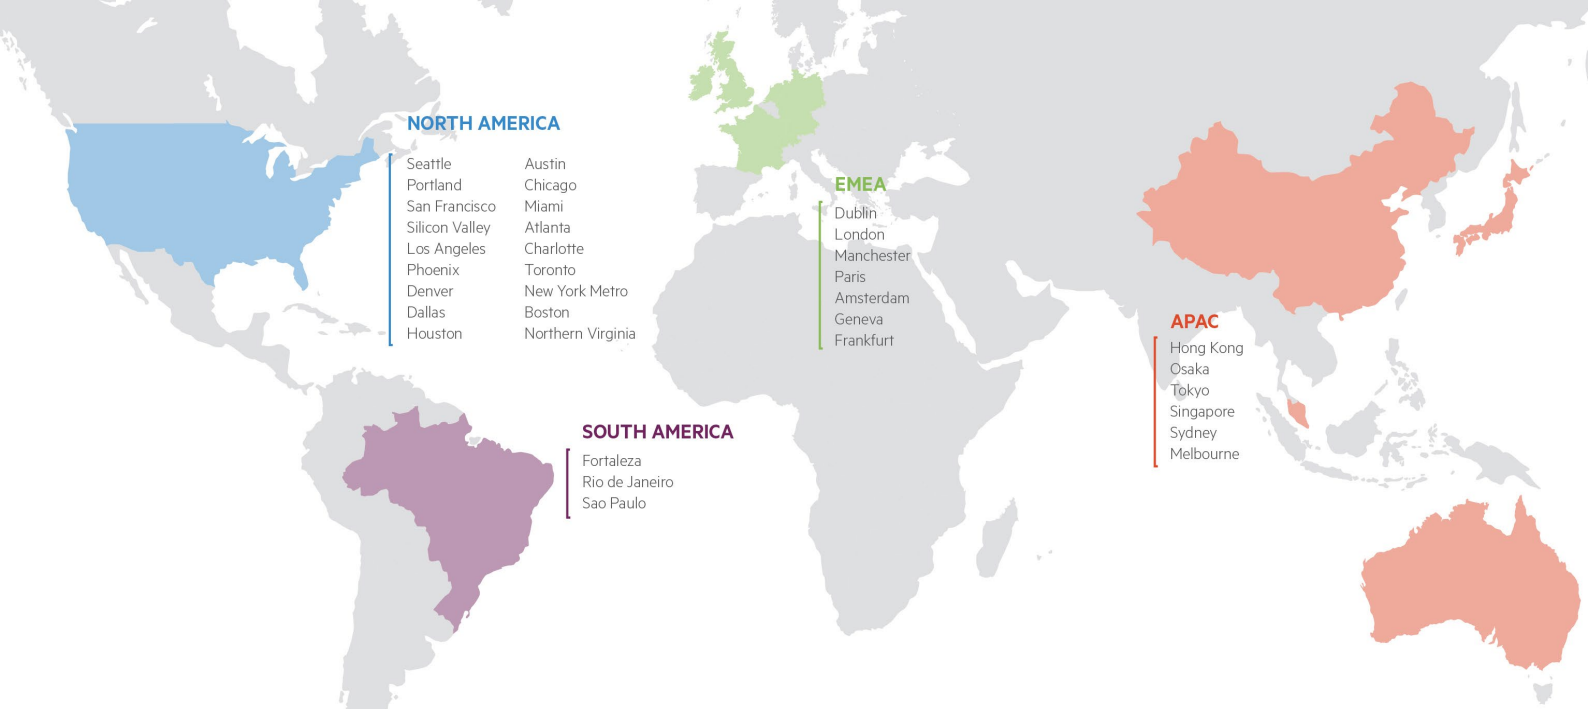 NORTH AMERICA
Seattle
Portland
San Francisco
Silicon Valley
Los Angeles
Phoenix
Denver
Dallas
Houston
Austin
Chicago
Miami
Atlanta
Charlotte
Toronto
New York Metro
Boston
Northern Virginia
EMEA
Dublin
London
Manchester
Paris
Amsterdam
Geneva
Frankfurt
APAC
Hong Kong
Osaka
Tokyo
Singapore
Sydney
Melbourne
SOUTH AMERICA
Fortaleza
Rio de Janeiro
Sao Paulo